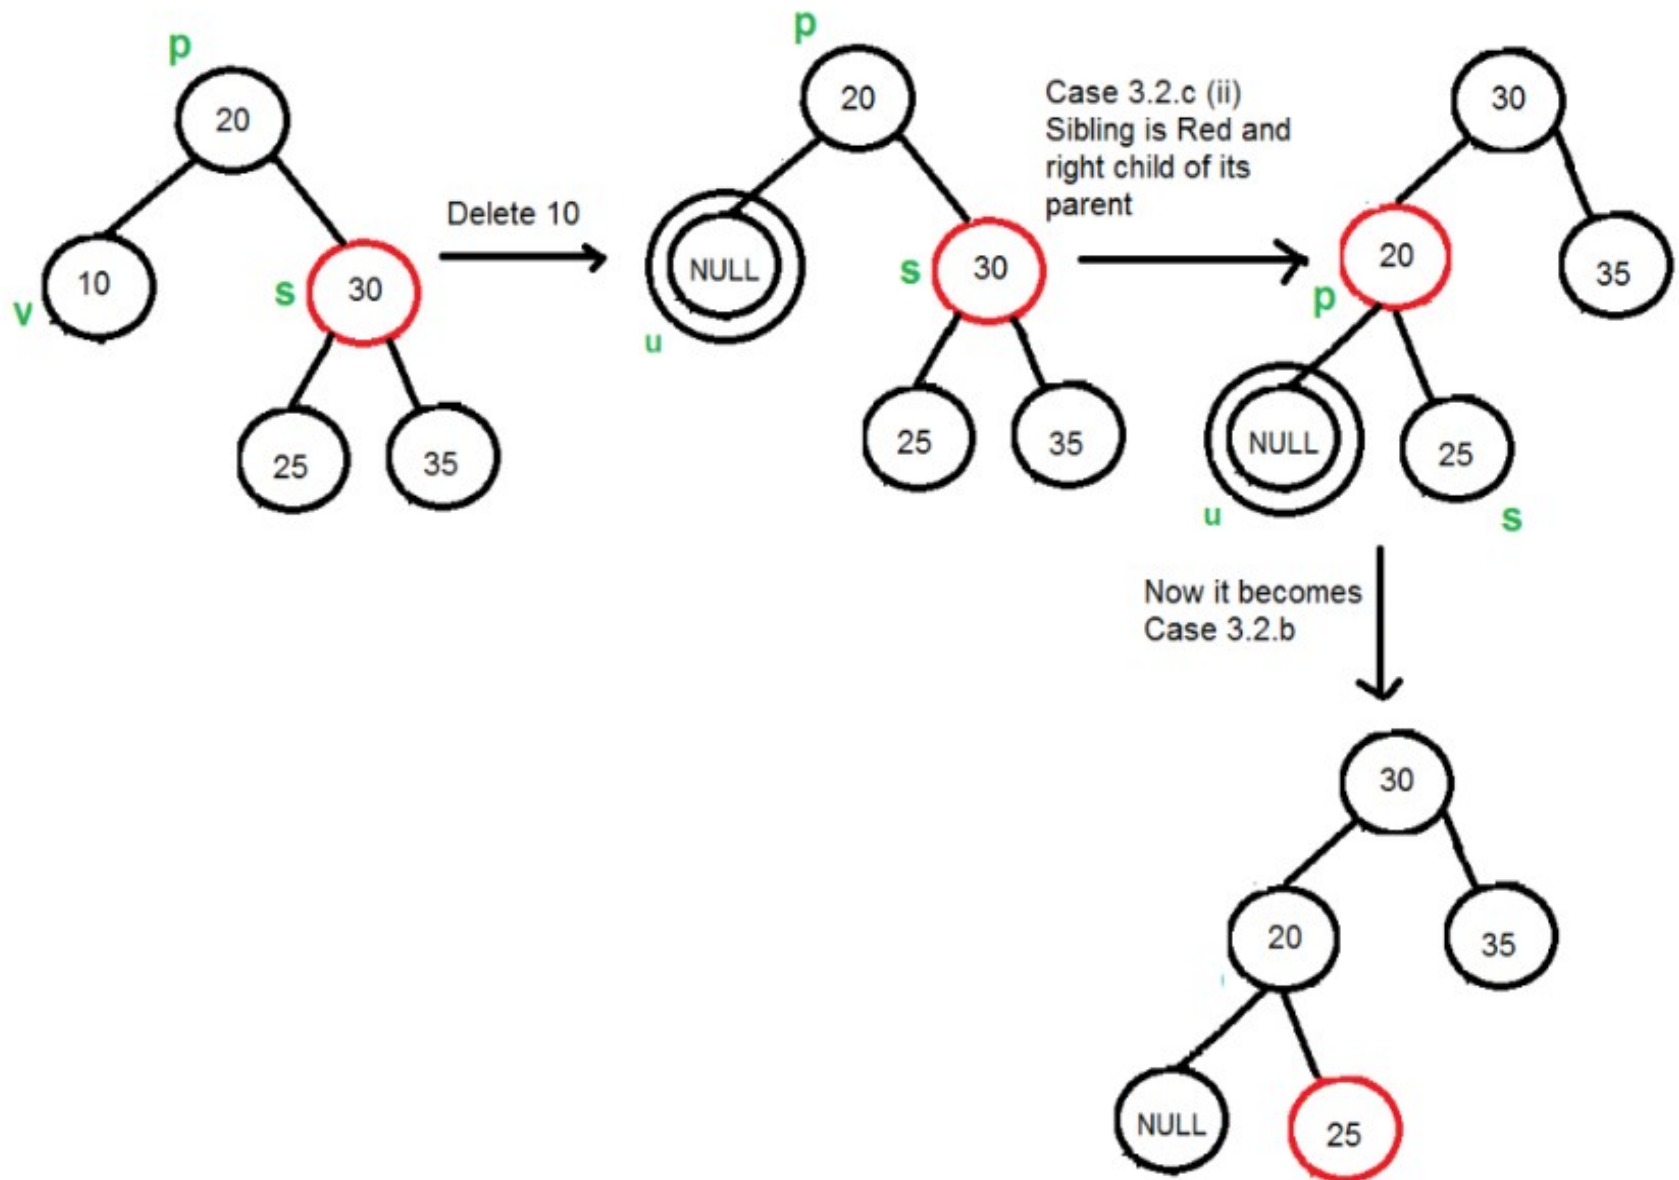 p
20
10
v
s
30
25
35
Delete 10
p
20
NULL
u
s
30
25
35
Case 3.2.c (ii)
Sibling is Red and
right child of its
parent
30
20
35
p
NULL
25
u
s
Now it becomes
Case 3.2.b
30
20
35
NULL
25